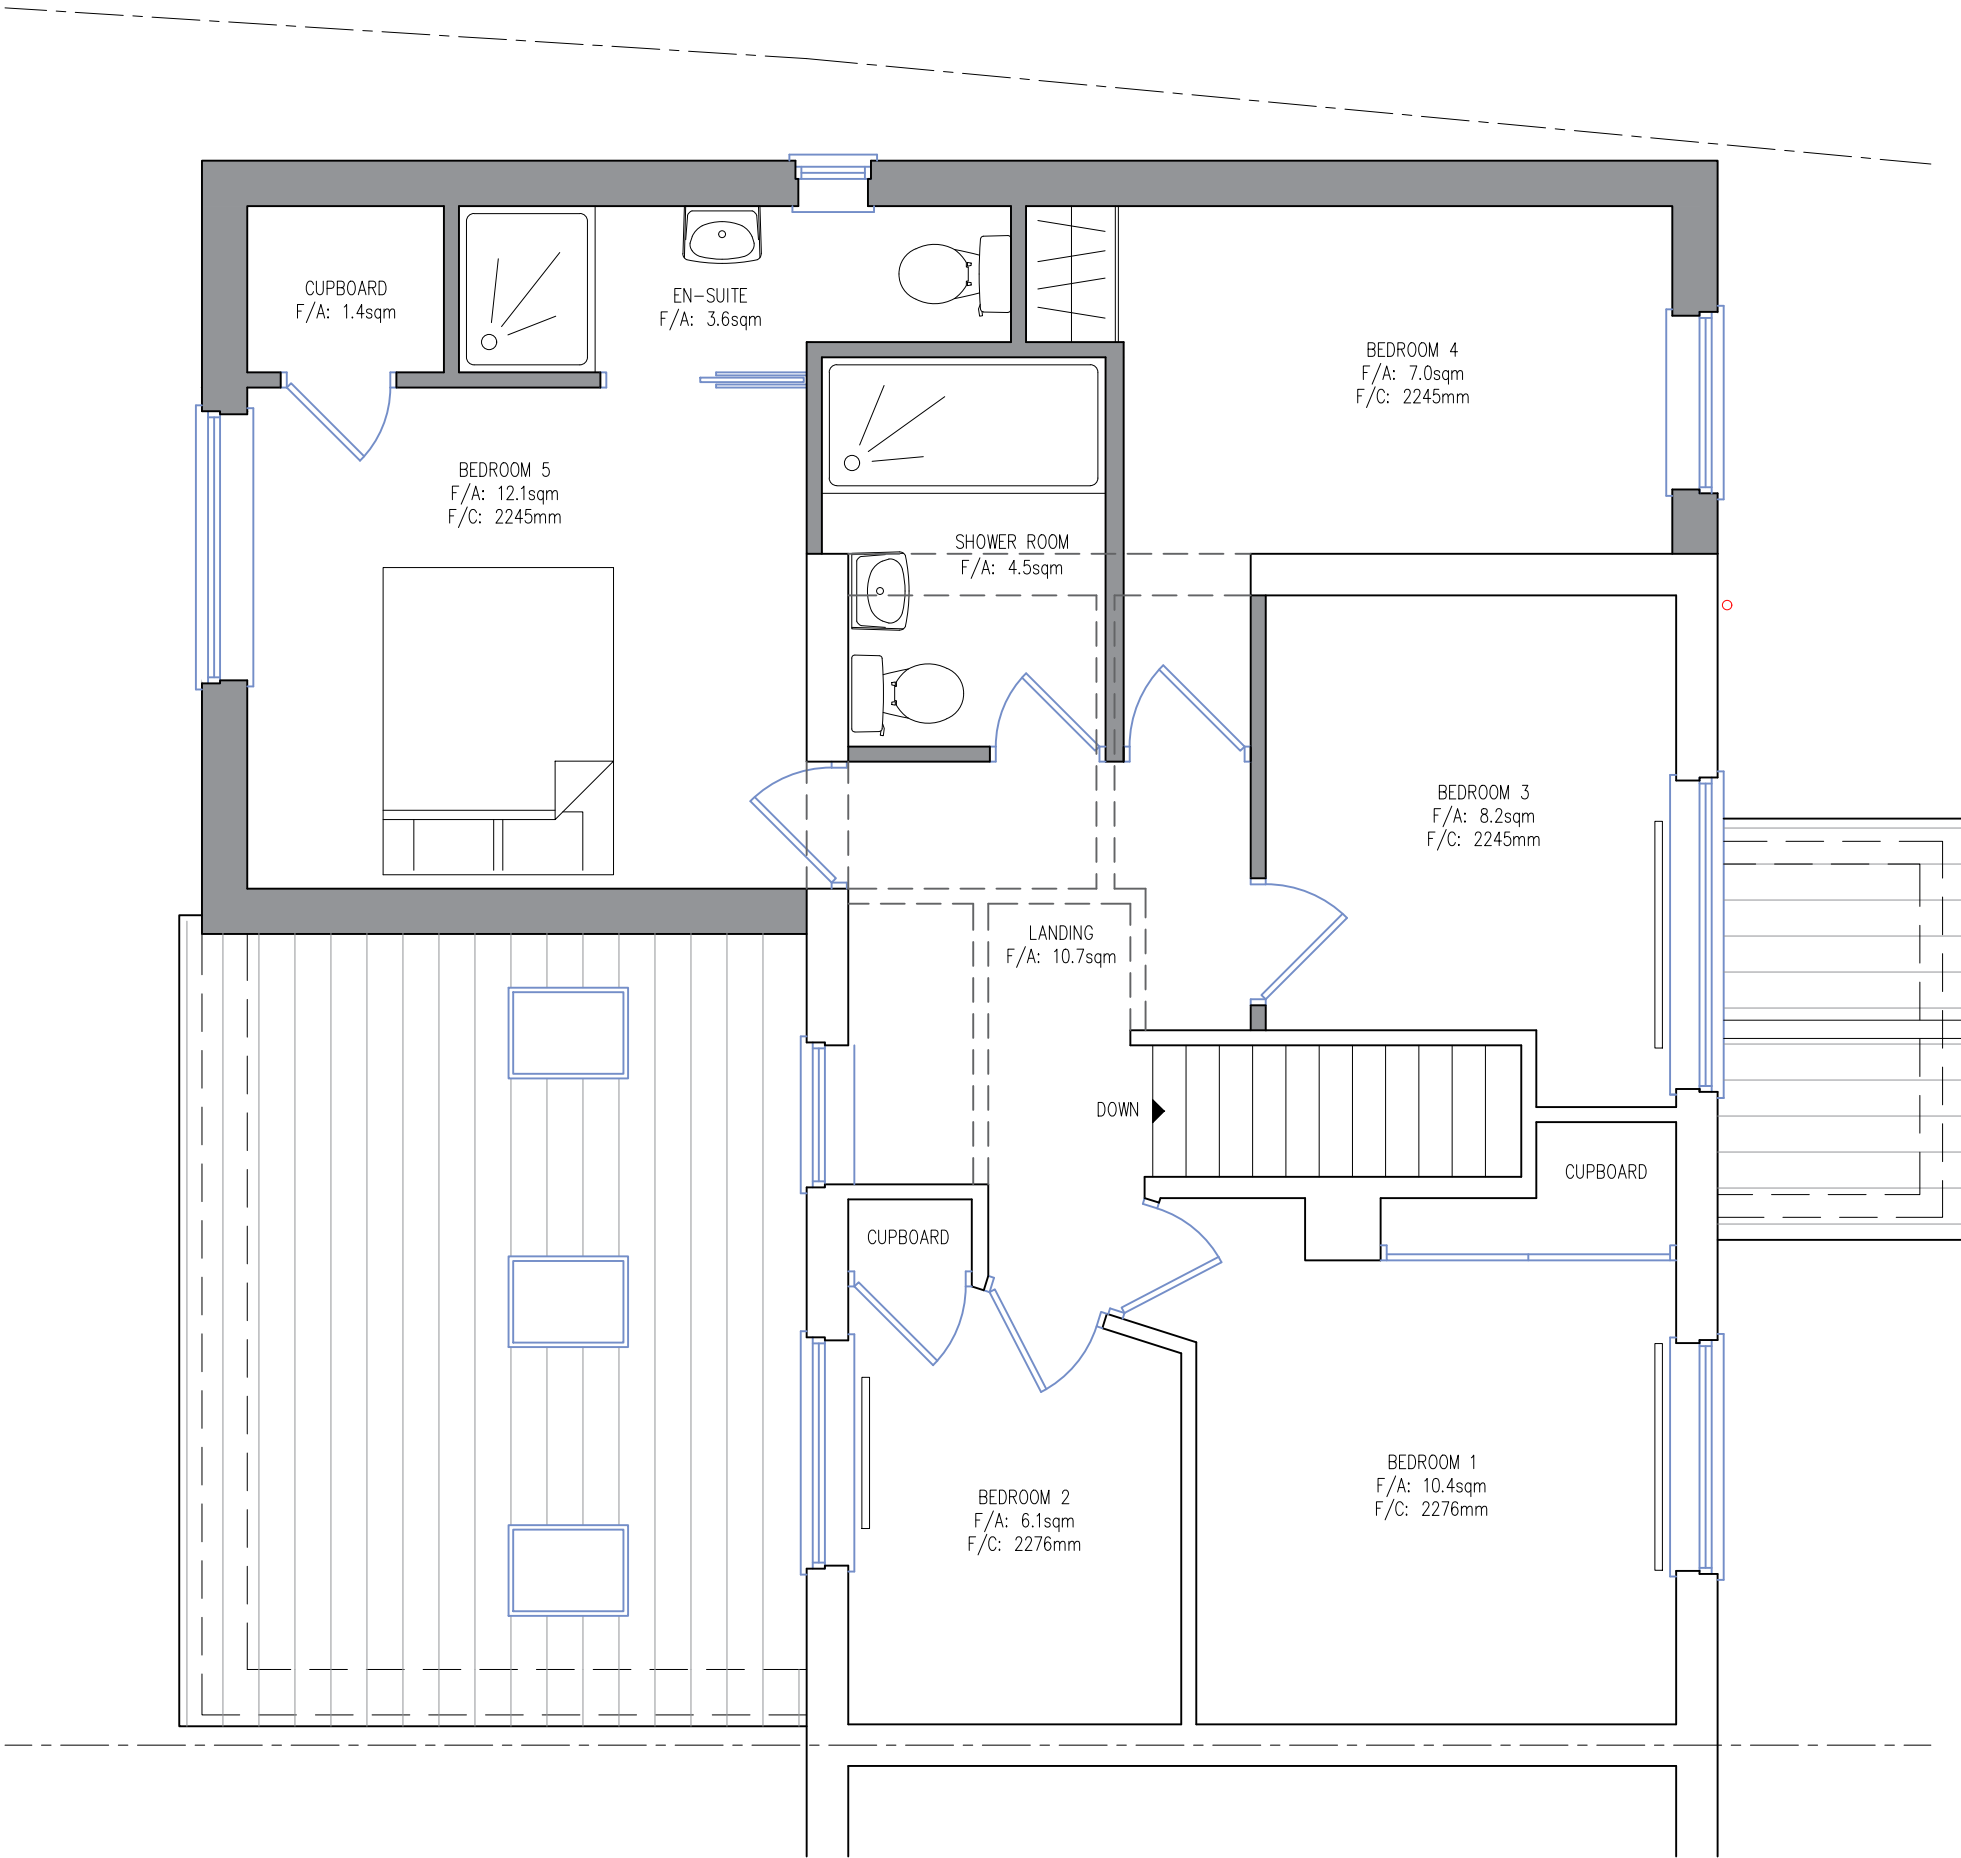 CUPBOARD
F/A: 1.4sqm
EN-SUITE
F/A: 3.6sqm
BEDROOM 4
F/A: 7.0sqm
F/C: 2245mm
BEDROOM 5
F/A: 12.1sqm
F/C: 2245mm
SHOWER ROOM
F/A: 4.5sqm
BEDROOM 3
F/A: 8.2sqm
F/C: 2245mm
LANDING
F/A: 10.7sqm
DOWN
CUPBOARD
CUPBOARD
BEDROOM 1
F/A: 10.4sqm
F/C: 2276mm
BEDROOM 2
F/A: 6.1sqm
F/C: 2276mm